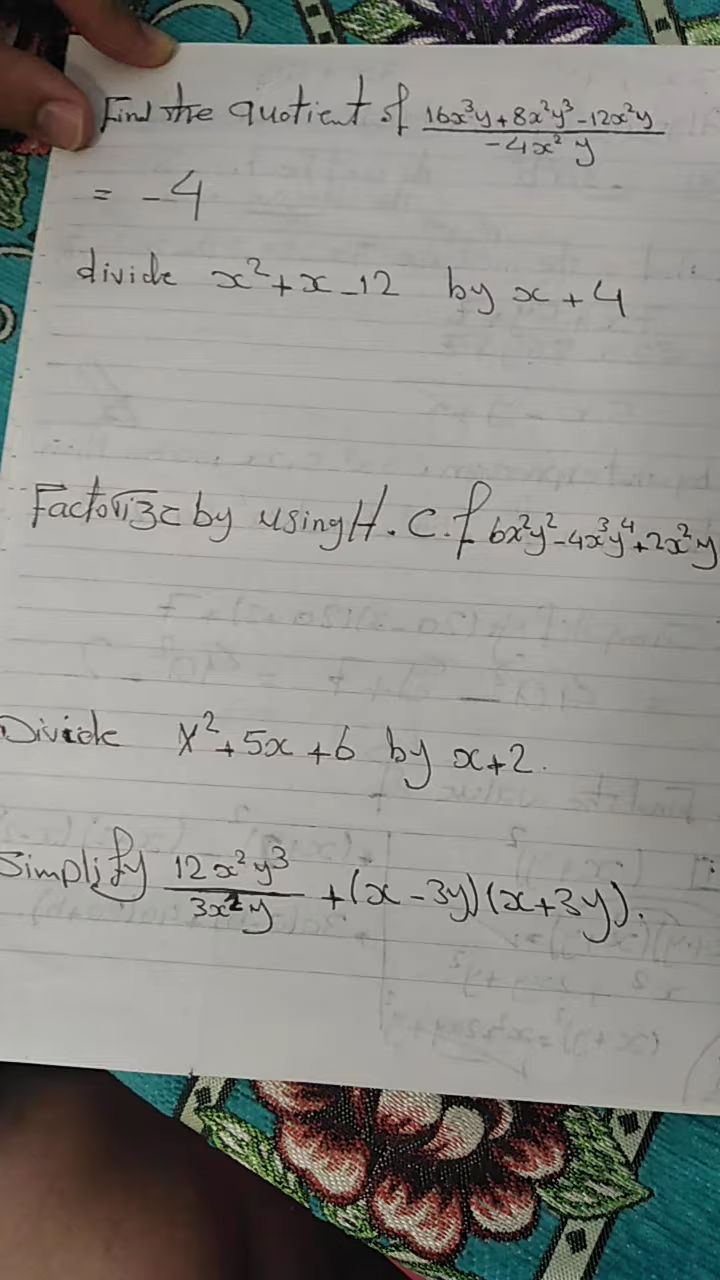 Find the quotient of 16x³y+8x²y³-12x²y / -4x²y
= -4
divide x²+x-12 by x+4
Factorize by using H.C.f 6x²y²-4x³y⁴+2x²y
Divide x²+5x+6 by x+2.
Simplify 12x²y³ / 3x²y +(x-3y)(x+3y).